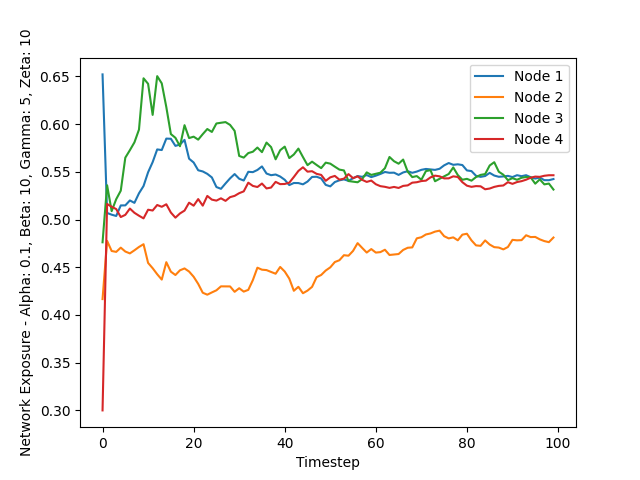 Network Exposure - Alpha: 0.1, Beta: 10, Gamma: 5, Zeta: 10
0.65
0.60
0.55
0.50
0.45
0.40
0.35
0.30
Node 1
Node 2
Node 3
Node 4
0 20 40 60 80 100
Timestep